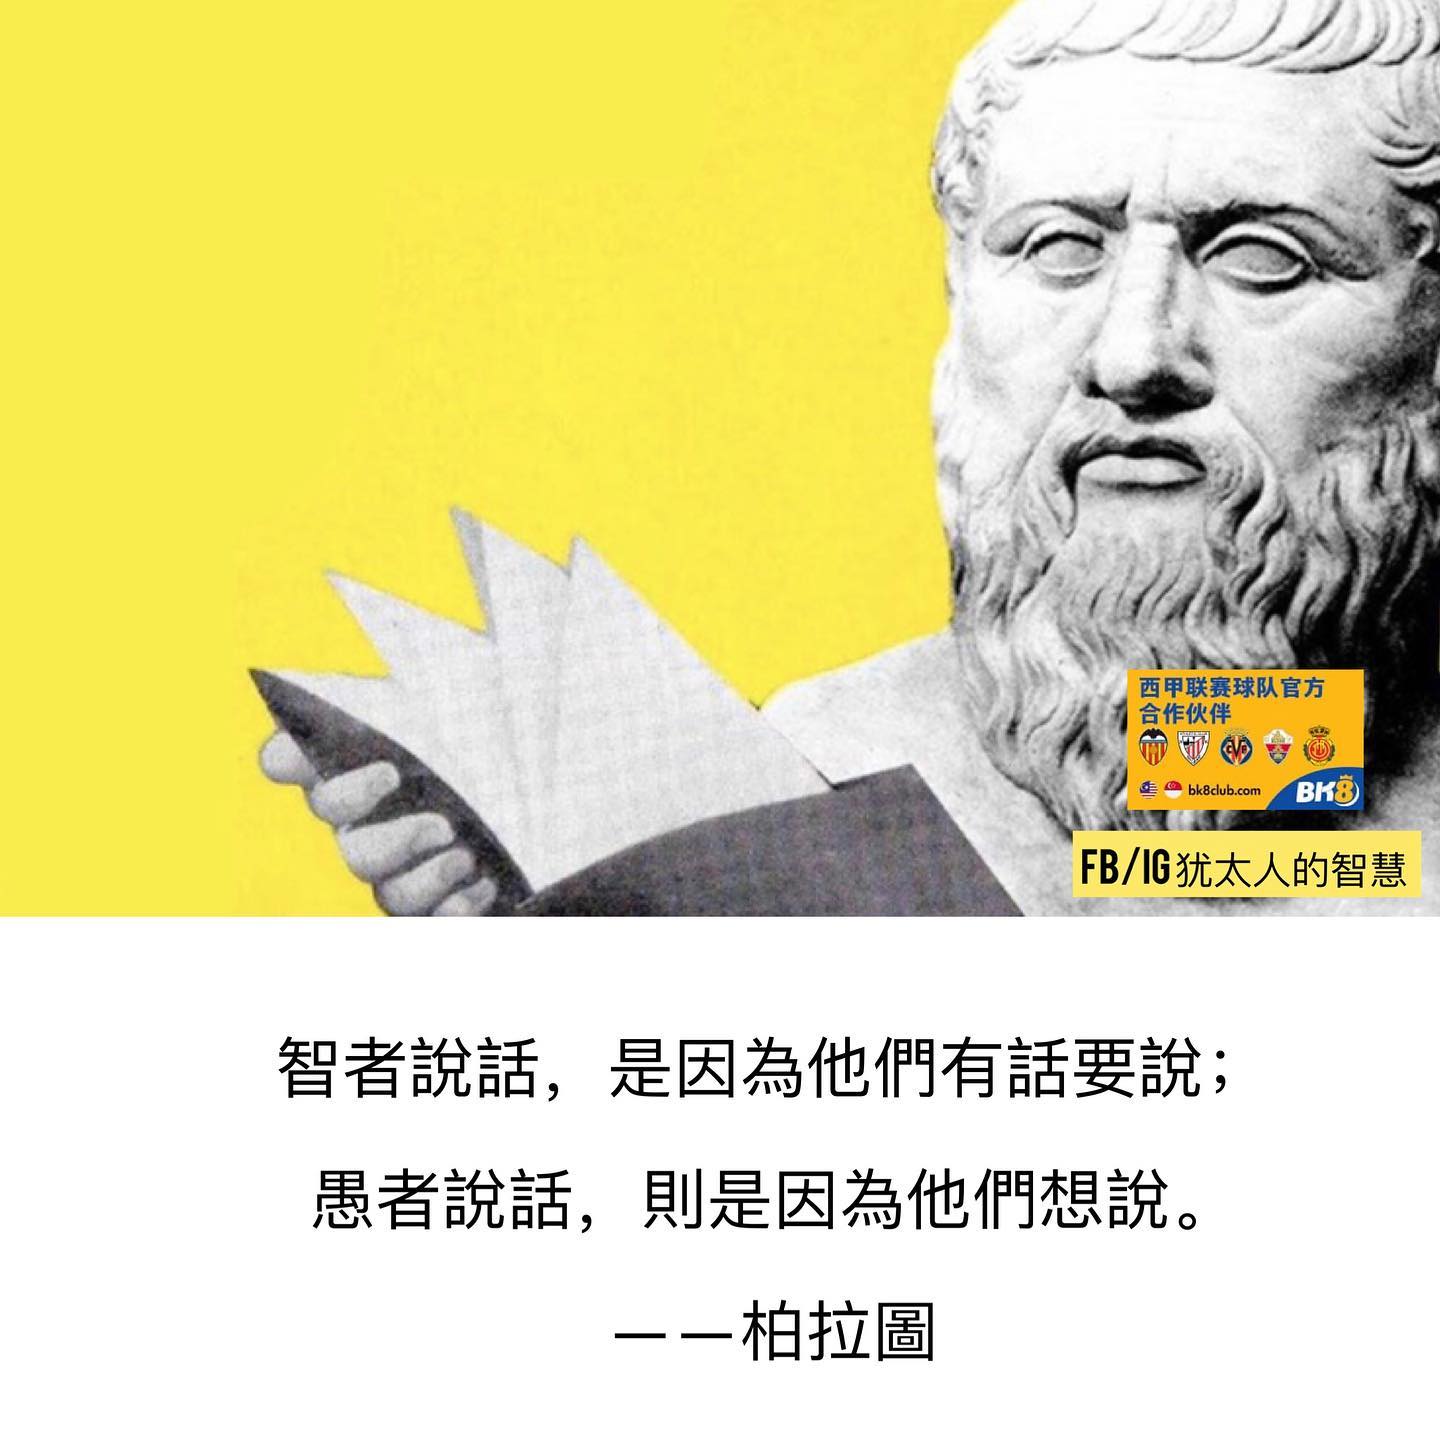 西甲联赛球队官方
合作伙伴
CVB
bk8club.com
BK8
FB/IG犹太人的智慧
智者說話，是因為他們有話要說；
愚者說話，則是因為他們想說。
——柏拉圖